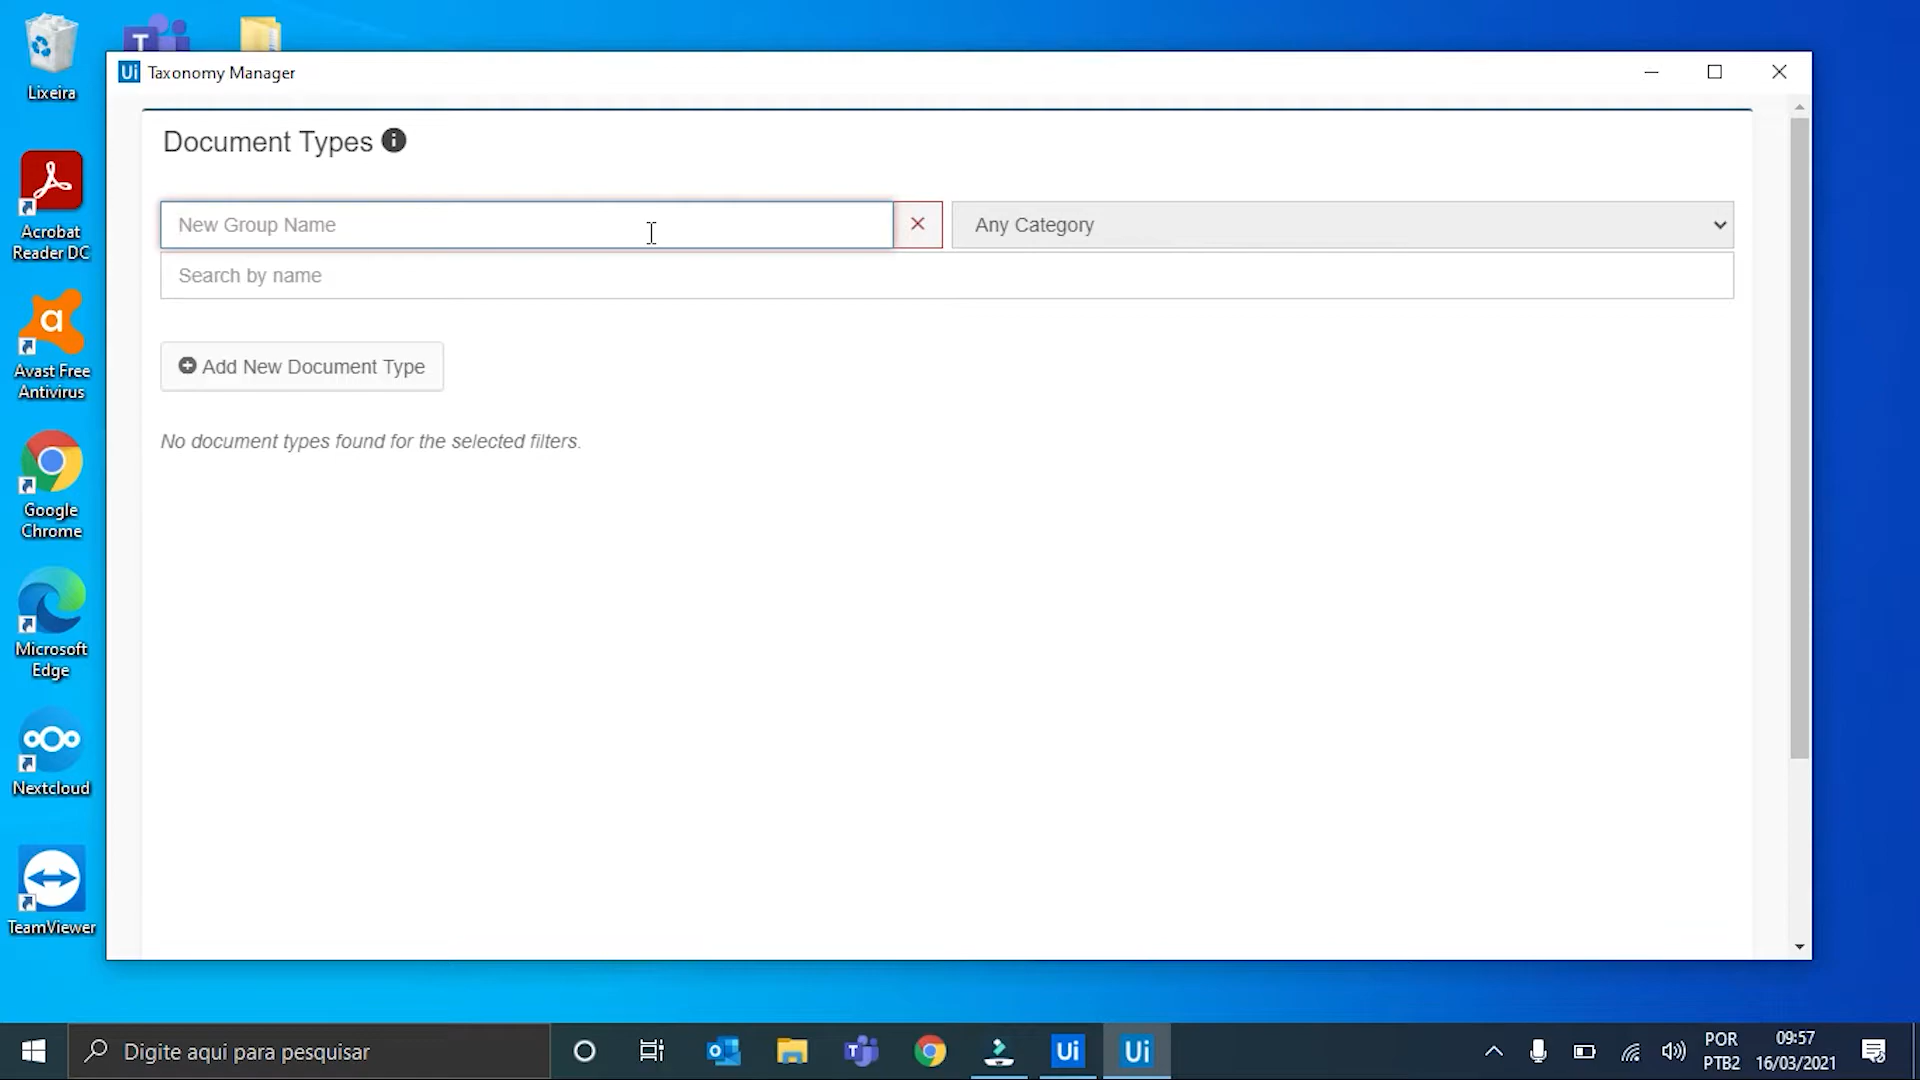 Lixeira
Acrobat
Reader DC
Avast Free
Antivirus
Google
Chrome
Microsoft
Edge
Nextcloud
TeamViewer
T
Ui Taxonomy Manager
Document Types
New Group Name
Any Category
Search by name
Add New Document Type
No document types found for the selected filters.
Digite aqui para pesquisar
Ui
Ui
POR
PTB2
09:57
16/03/2021